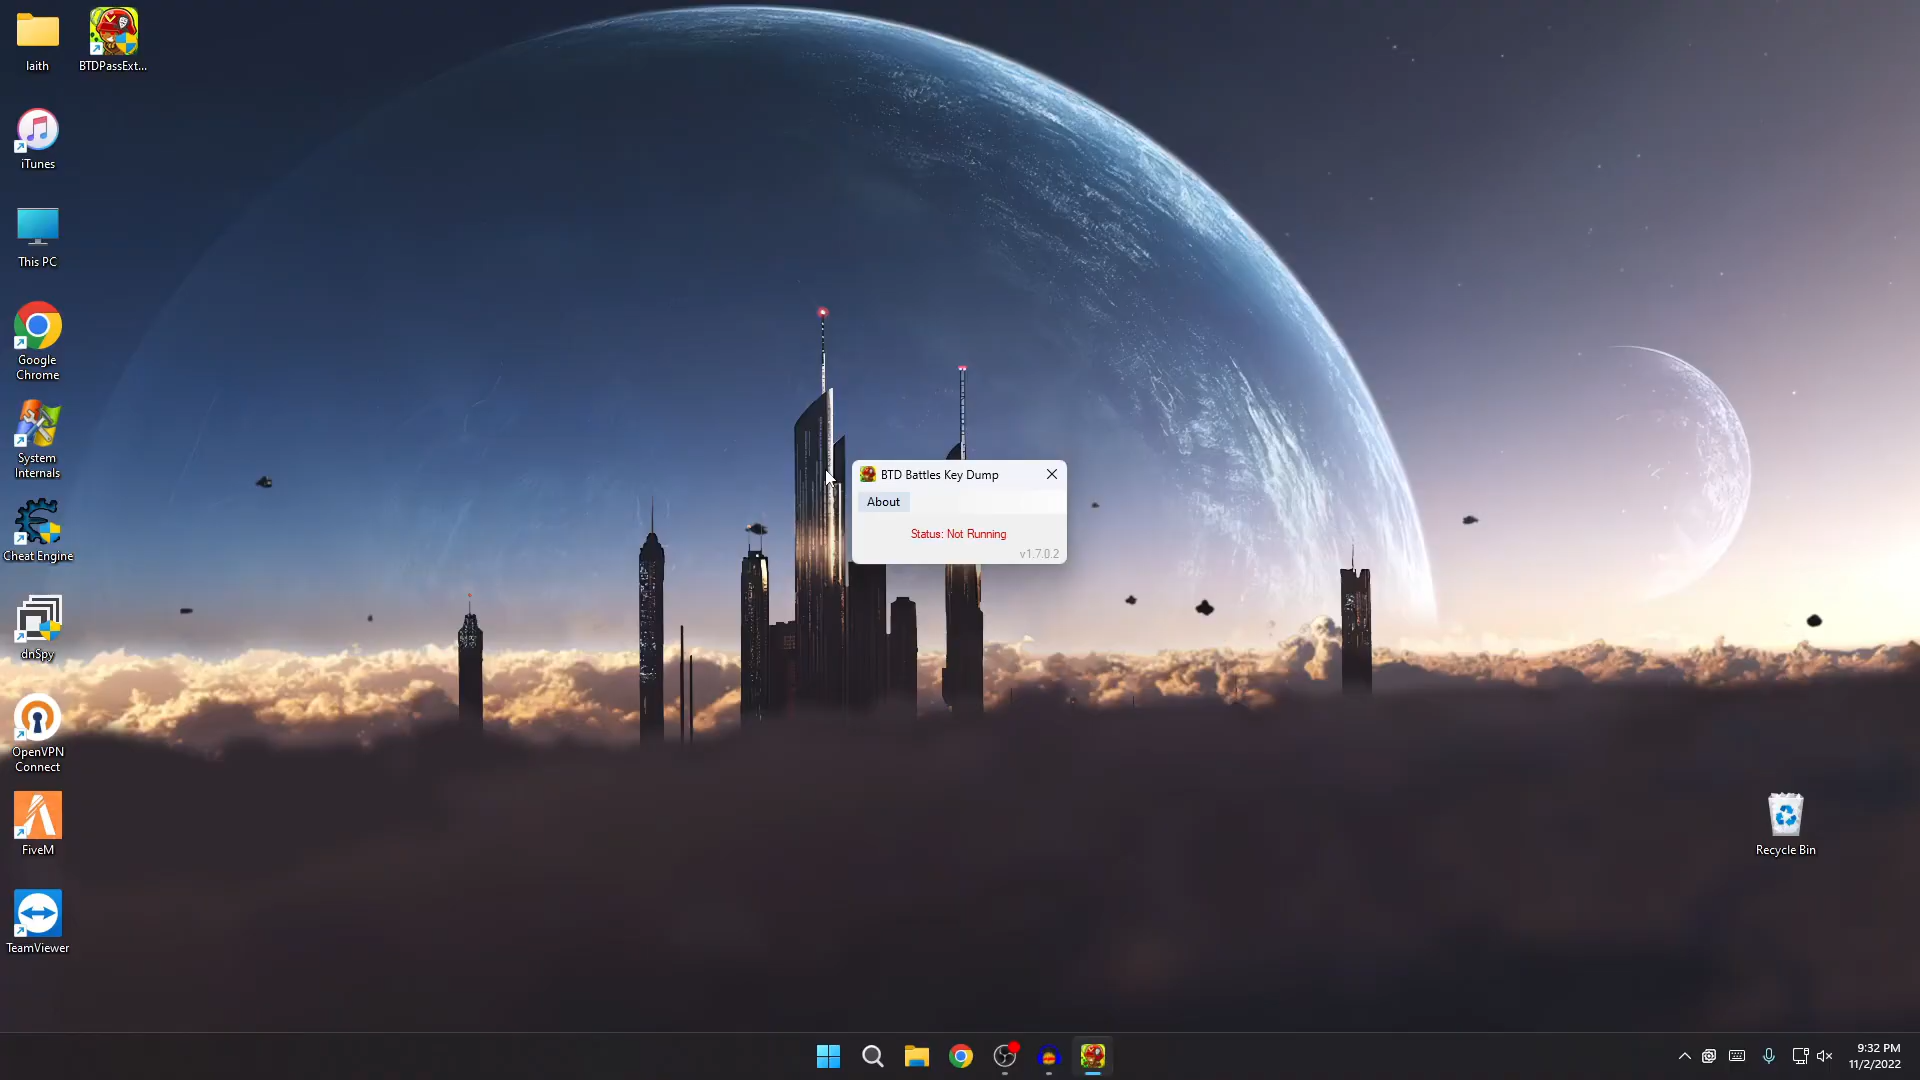 laith
BTDPassExt...
iTunes
This PC
Google
Chrome
System
Internals
Cheat Engine
dnSpy
OpenVPN
Connect
FiveM
TeamViewer
BTD Battles Key Dump
About
Status: Not Running
v1.7.0.2
Recycle Bin
9:32 PM
11/2/2022